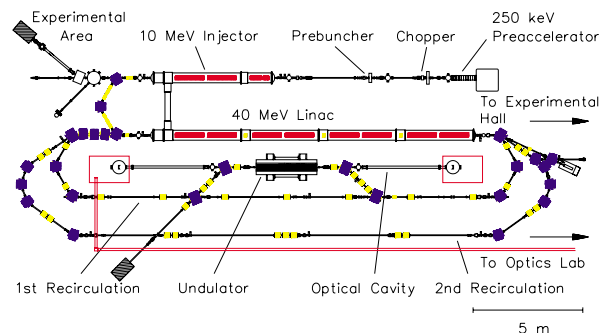 Experimental
Area
10 MeV Injector
Prebuncher
Chopper
250 keV
Preaccelerator
To Experimental
Hall
40 MeV Linac
To Optics Lab
1st Recirculation
Undulator
Optical Cavity
2nd Recirculation
5 m